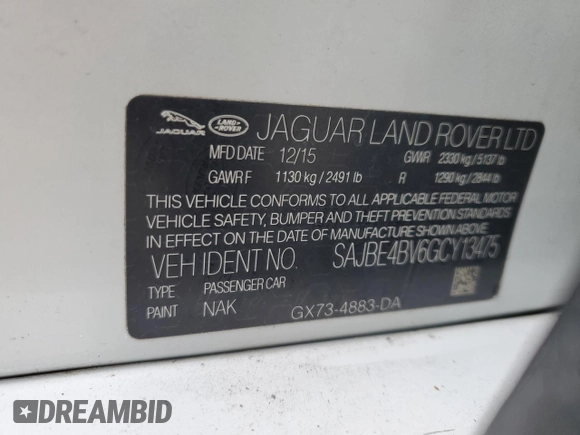 JAGUAR LAND ROVER JAGUAR LAND ROVER LTD
MFD DATE 12/15 GVWR 2330 kg / 5137 lb
GAWR F 1130 kg / 2491 lb R 1290 kg / 2844 lb
THIS VEHICLE CONFORMS TO ALL APPLICABLE FEDERAL MOTOR
VEHICLE SAFETY, BUMPER AND THEFT PREVENTION STANDARDS
IN EFFECT ON THE DATE OF MANUFACTURE SHOWN ABOVE.
VEH IDENT NO. SAJBE4BV6GCY13475
TYPE PASSENGER CAR
PAINT NAK GX73-4883-DA
DREAMBID